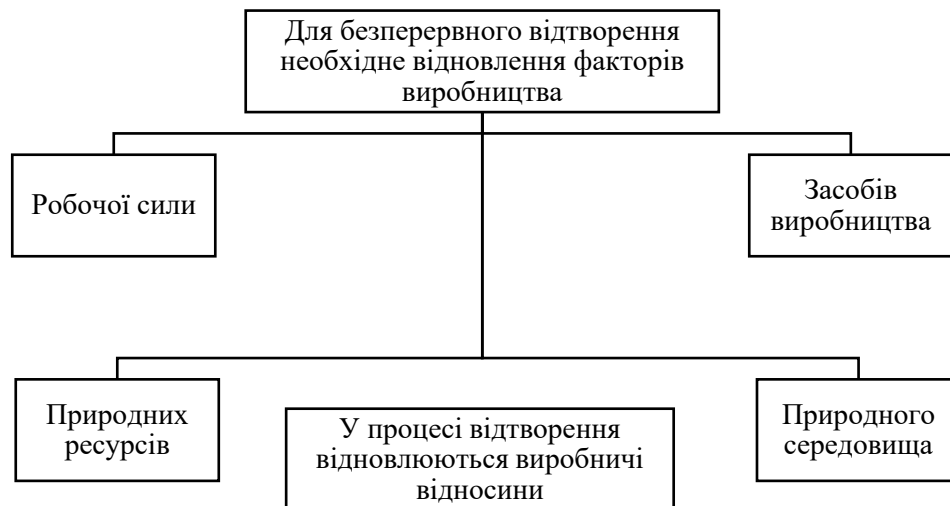 Для безперервного відтворення
необхідне відновлення факторів
виробництва
Робочої сили
Засобів
виробництва
Природних
ресурсів
Природного
середовища
У процесі відтворення
відновлюються виробничі
відносини